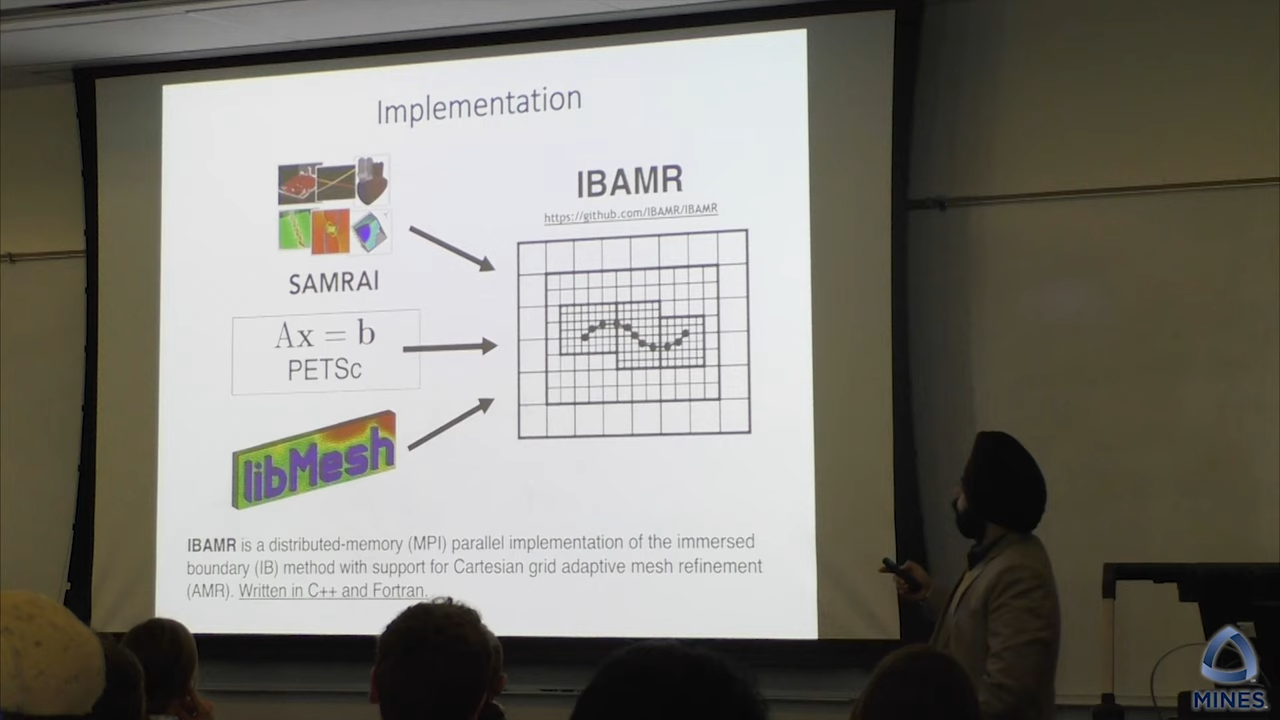 Implementation
SAMRAI
Ax = b
PETSc
libMesh
IBAMR
https://github.com/IBAMR/IBAMR
IBAMR is a distributed-memory (MPI) parallel implementation of the immersed
boundary (IB) method with support for Cartesian grid adaptive mesh refinement
(AMR). Written in C++ and Fortran.
MINES